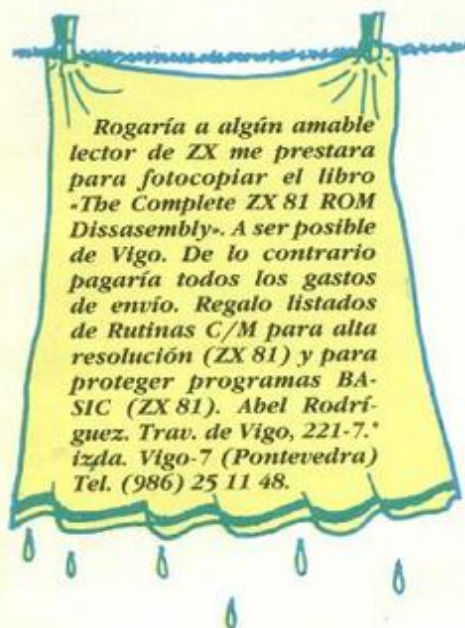 Rogaría a algún amable
lector de ZX me prestara
para fotocopiar el libro
«The Complete ZX 81 ROM
Dissasembly». A ser posible
de Vigo. De lo contrario
pagaría todos los gastos
de envío. Regalo listados
de Rutinas C/M para alta
resolución (ZX 81) y para
proteger programas BA-
SIC (ZX 81). Abel Rodrí-
guez. Trav. de Vigo, 221-7.°
izda. Vigo-7 (Pontevedra)
Tel. (986) 25 11 48.